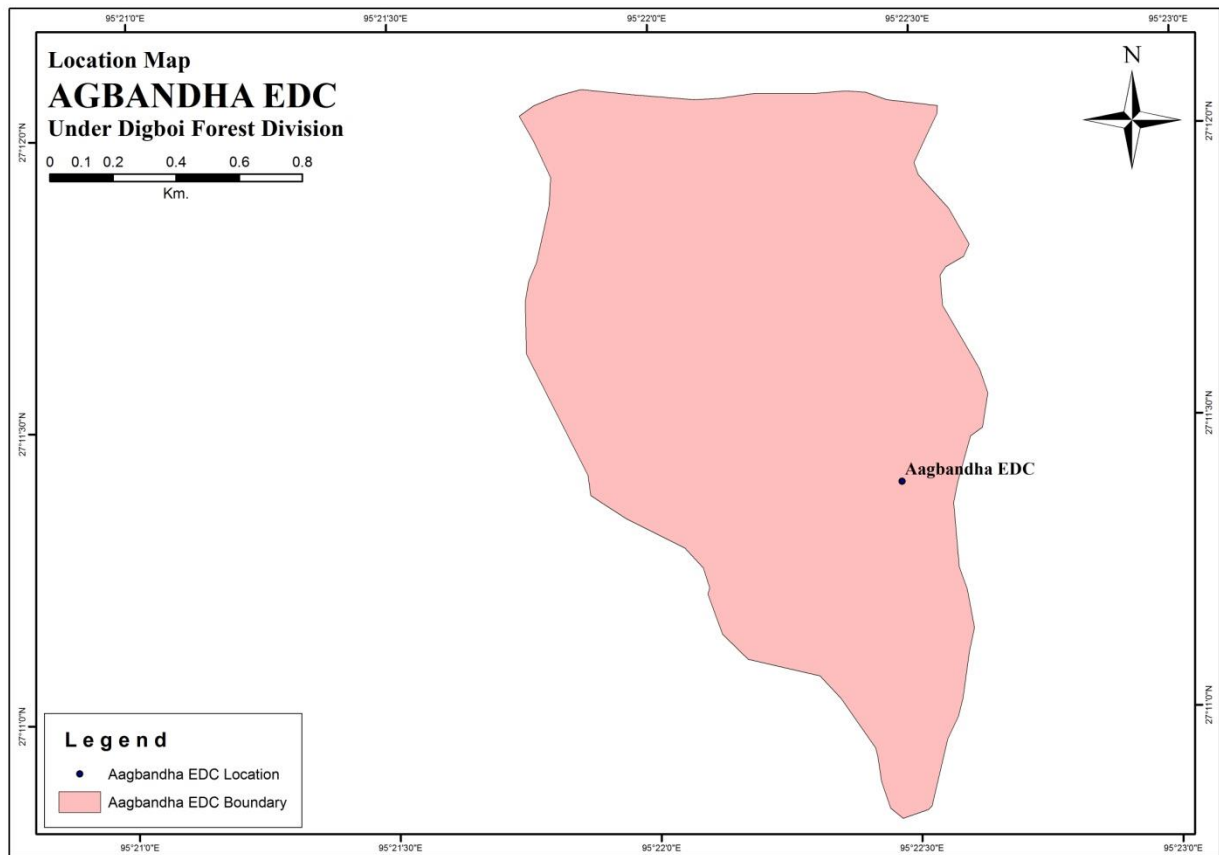 95°21'0"E 95°21'30"E 95°22'0"E 95°22'30"E 95°23'0"E
Location Map
AGBANDHA EDC
Under Digboi Forest Division
0 0.1 0.2 0.4 0.6 0.8
Km.
N
27°12'0"N 27°12'0"N
27°11'30"N 27°11'30"N
Aagbandha EDC
27°11'0"N 27°11'0"N
Legend
Aagbandha EDC Location
Aagbandha EDC Boundary
95°21'0"E 95°21'30"E 95°22'0"E 95°22'30"E 95°23'0"E